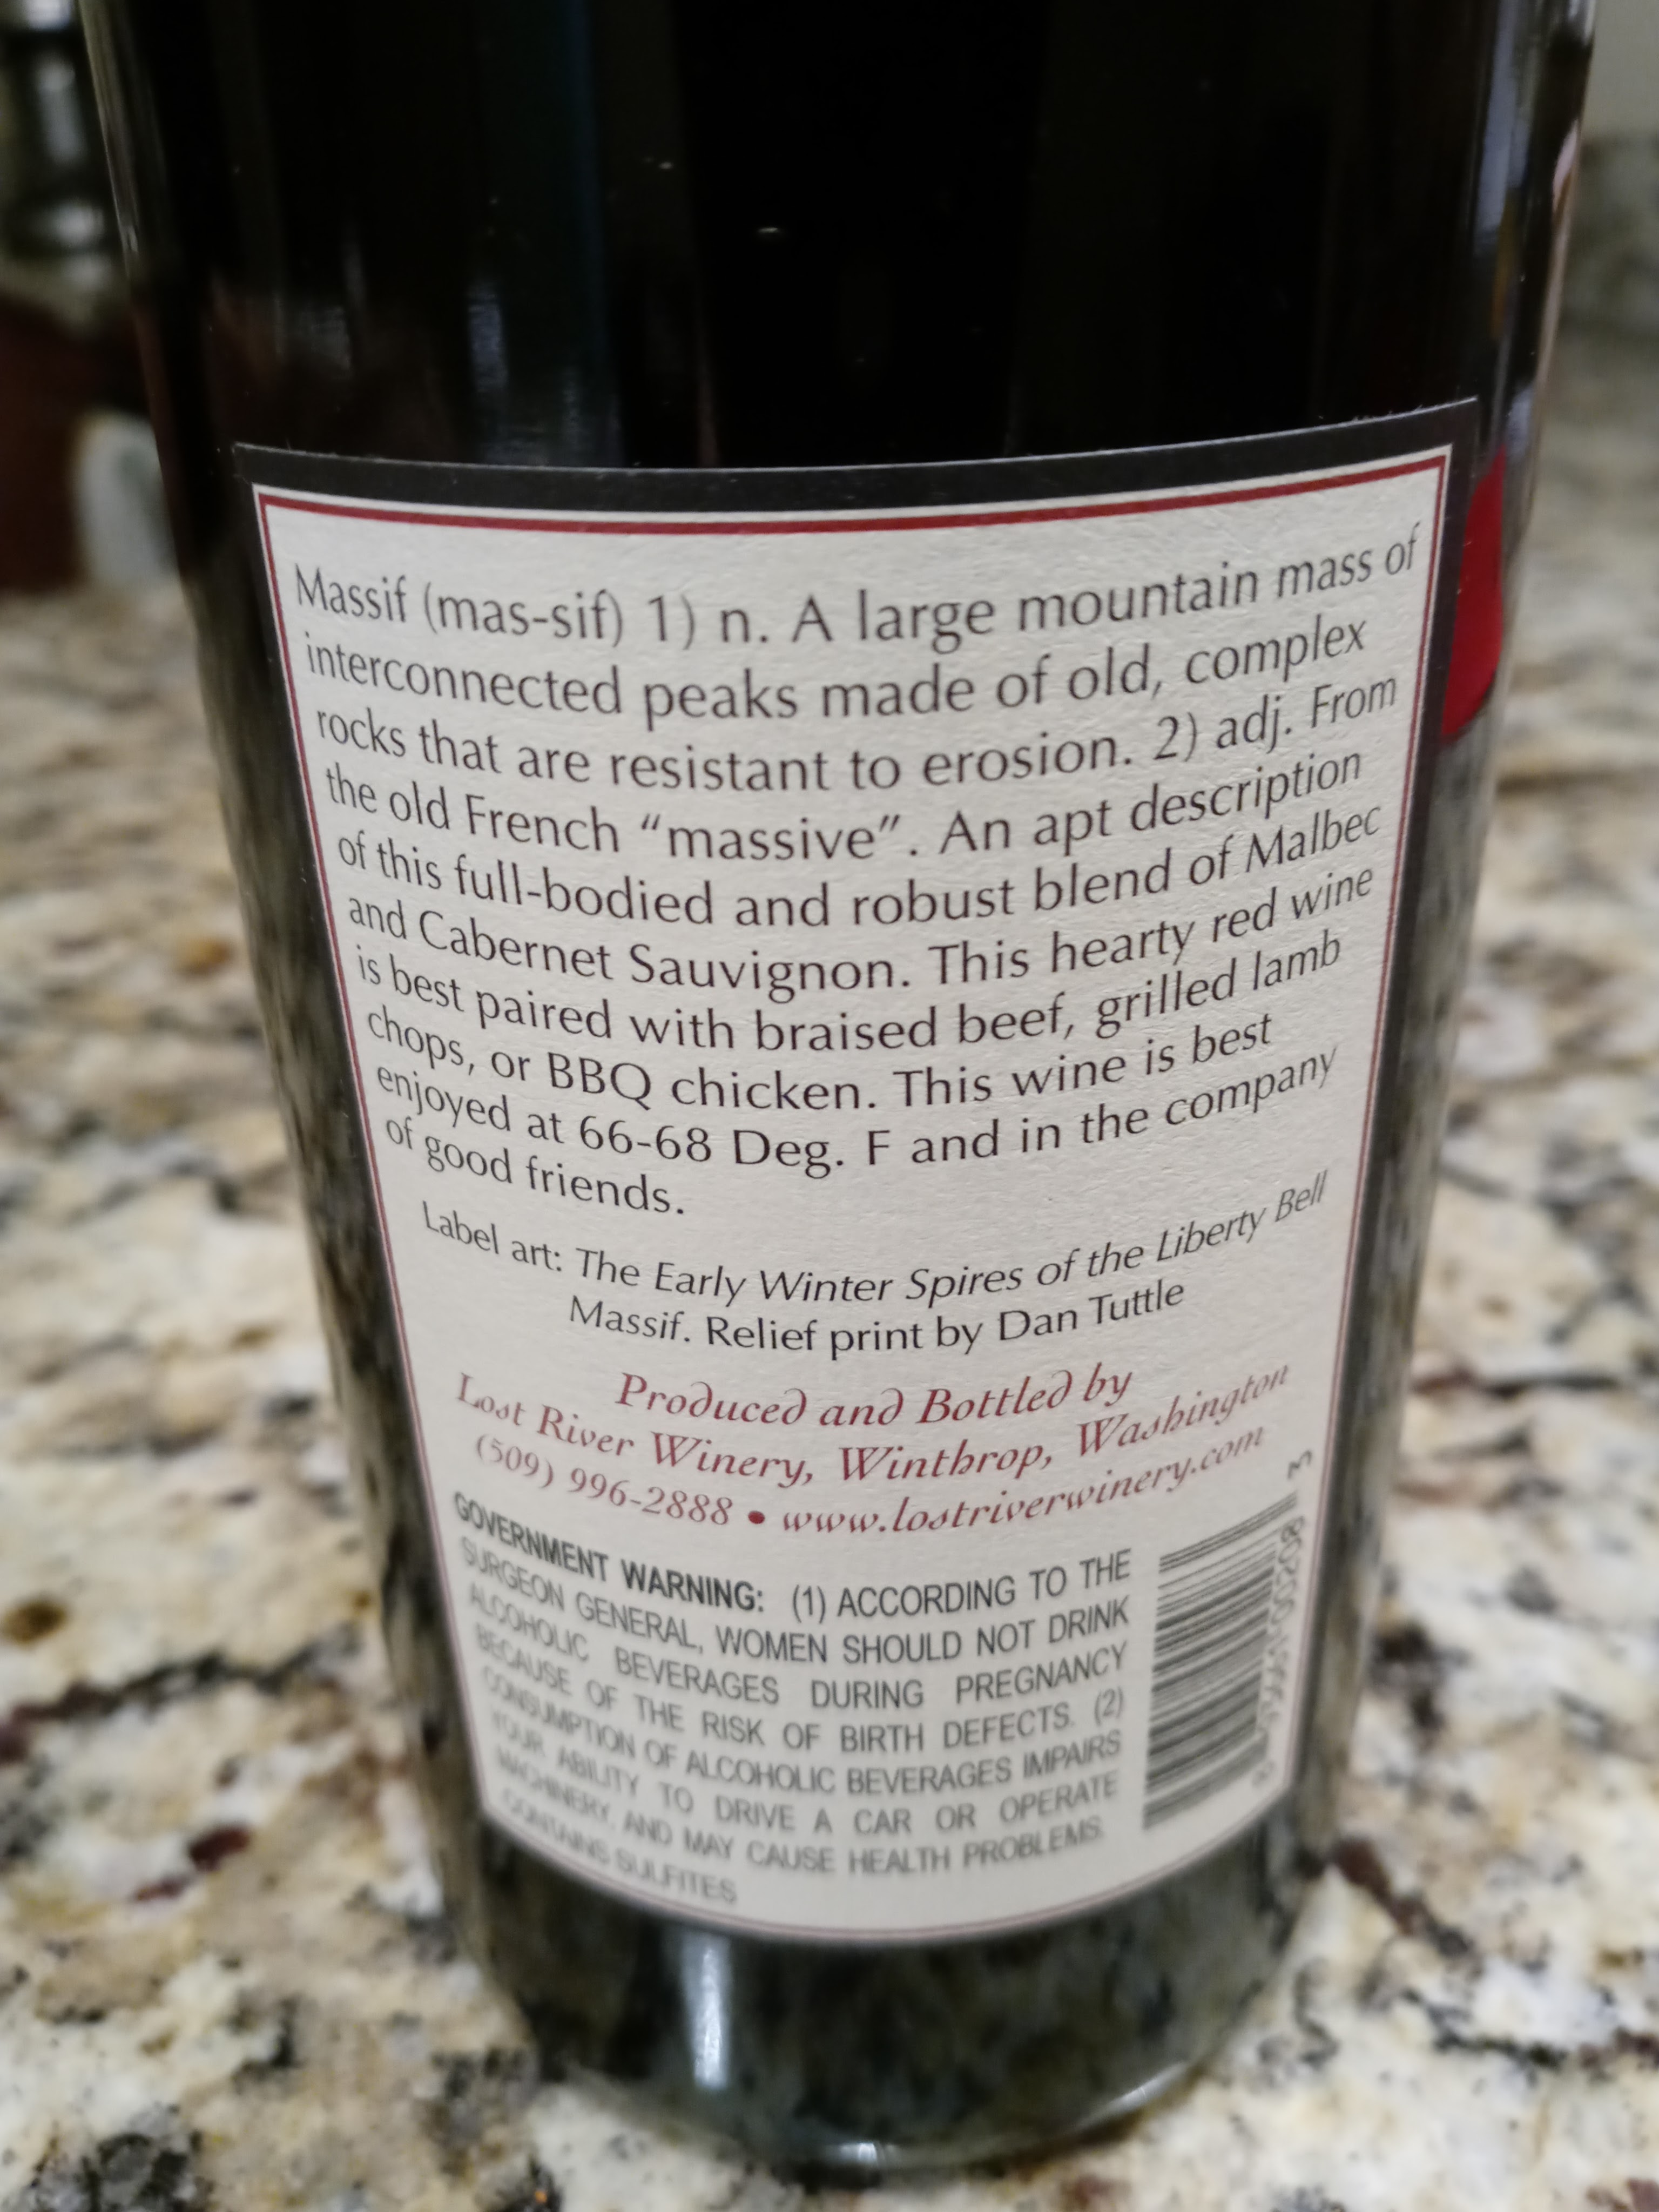 Massif (mas-sif) 1) n. A large mountain mass of
interconnected peaks made of old, complex
rocks that are resistant to erosion. 2) adj. From
the old French “massive”. An apt description
of this full-bodied and robust blend of Malbec
and Cabernet Sauvignon. This hearty red wine
is best paired with braised beef, grilled lamb
chops, or BBQ chicken. This wine is best
enjoyed at 66-68 Deg. F and in the company
of good friends.
Label art: The Early Winter Spires of the Liberty Bell
Massif. Relief print by Dan Tuttle
Produced and Bottled by
Lost River Winery, Winthrop, Washington
(509) 996-2888 • www.lostriverwinery.com
GOVERNMENT WARNING: (1) ACCORDING TO THE
SURGEON GENERAL, WOMEN SHOULD NOT DRINK
ALCOHOLIC BEVERAGES DURING PREGNANCY
BECAUSE OF THE RISK OF BIRTH DEFECTS. (2)
CONSUMPTION OF ALCOHOLIC BEVERAGES IMPAIRS
YOUR ABILITY TO DRIVE A CAR OR OPERATE
MACHINERY, AND MAY CAUSE HEALTH PROBLEMS.
CONTAINS SULFITES